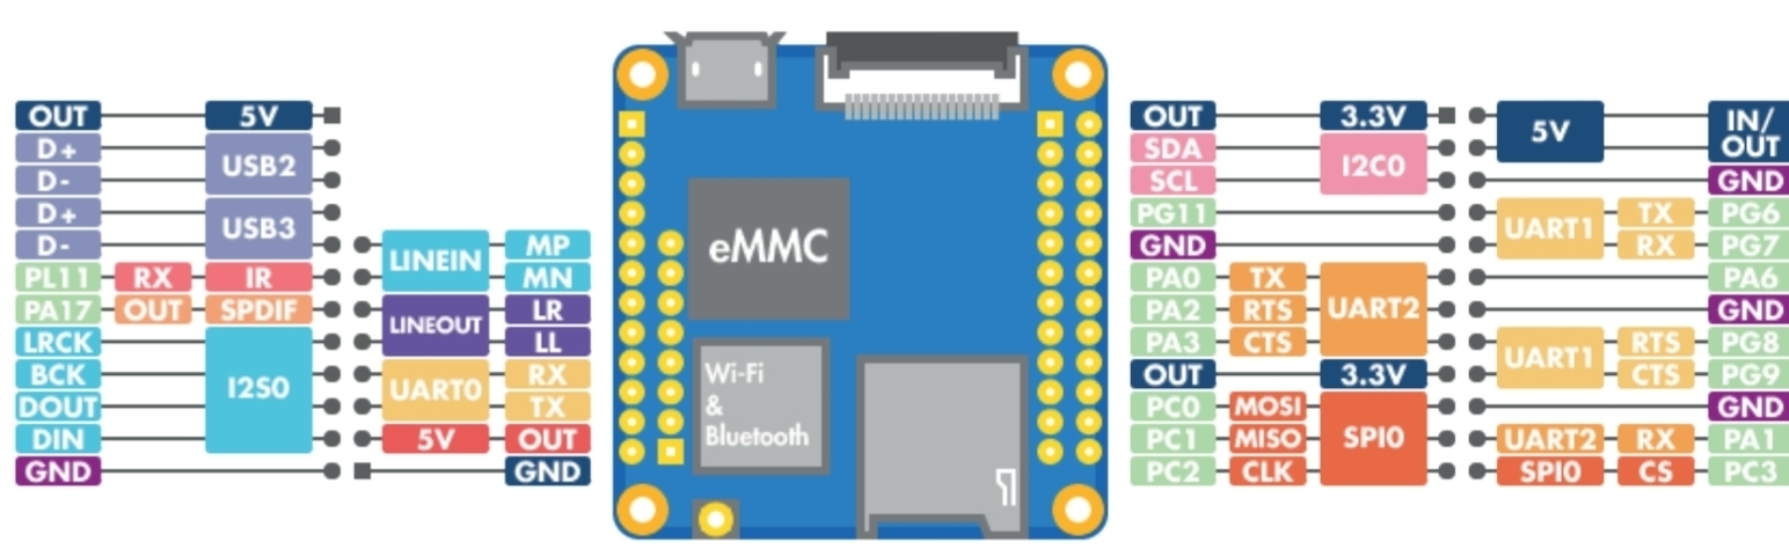 OUT 5V
D+ USB2
D-
D+ USB3
D- LINEIN MP
PL11 RX IR MN
PA17 OUT SPDIF LINEOUT LR
LRCK I2S0 LL
BCK UART0 RX
DOUT TX
DIN 5V OUT
GND GND
eMMC
Wi-Fi
&
Bluetooth
OUT 3.3V 5V IN/
SDA I2C0 OUT
SCL GND
PG11 UART1 TX PG6
GND RX PG7
PA0 TX UART2 PA6
PA2 RTS GND
PA3 CTS UART1 RTS PG8
OUT 3.3V CTS PG9
PC0 MOSI SPI0 GND
PC1 MISO UART2 RX PA1
PC2 CLK SPI0 CS PC3